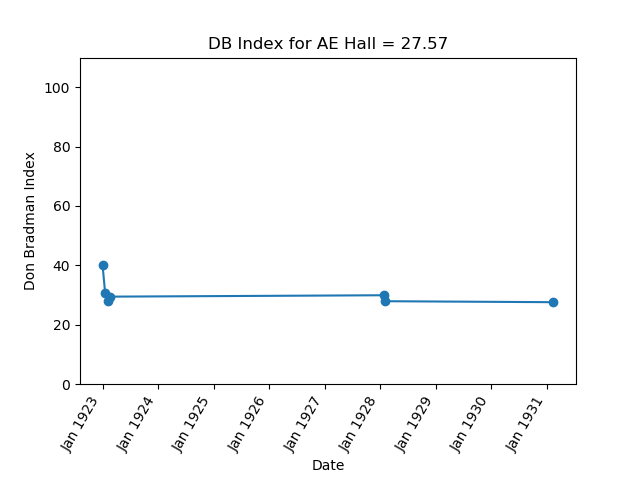 DB Index for AE Hall = 27.57
100
80
60
40
20
0
Don Bradman Index
Jan 1923
Jan 1924
Jan 1925
Jan 1926
Jan 1927
Jan 1928
Jan 1929
Jan 1930
Jan 1931
Date